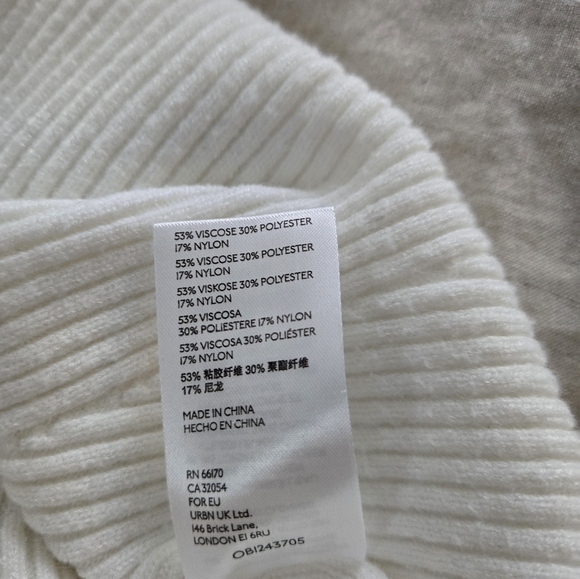 53% VISCOSE 30% POLYESTER
17% NYLON
53% VISCOSE 30% POLYESTER
17% NYLON
53% VISKOSE 30% POLYESTER
17% NYLON
53% VISCOSA
30% POLIESTERE 17% NYLON
53% VISCOSA 30% POLIÉSTER
17% NYLON
53% 粘胶纤维 30% 聚酯纤维
17% 尼龙
MADE IN CHINA
HECHO EN CHINA
RN 66170
CA 32054
FOR EU
URBN UK Ltd.
146 Brick Lane,
LONDON E1 6RU
OB1243705